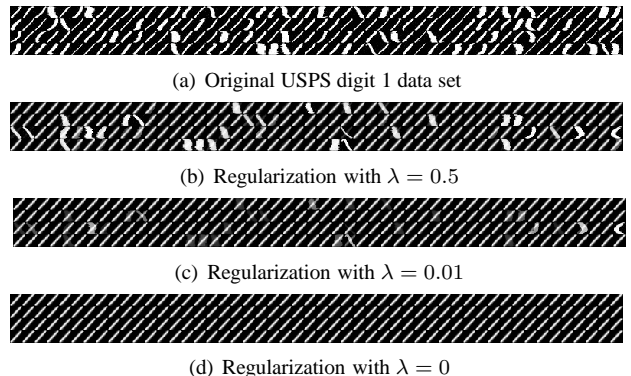 (a) Original USPS digit 1 data set
(b) Regularization with λ = 0.5
(c) Regularization with λ = 0.01
(d) Regularization with λ = 0